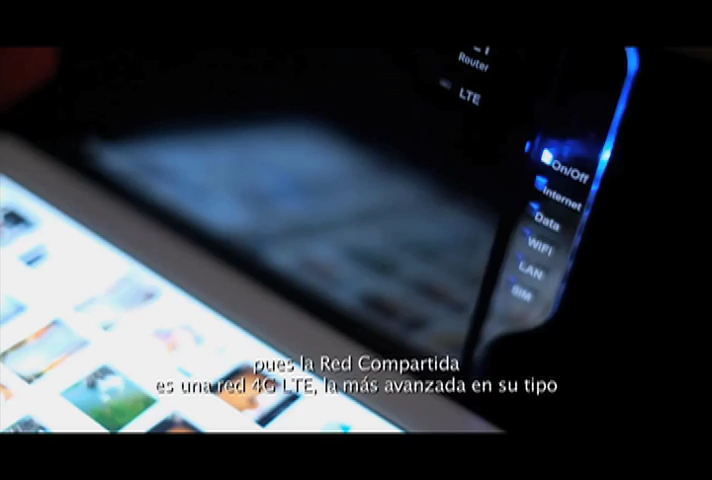 Router
LTE
On/Off
Internet
Data
WiFi
LAN
SIM
pues la Red Compartida
es una red 4G LTE, la más avanzada en su tipo